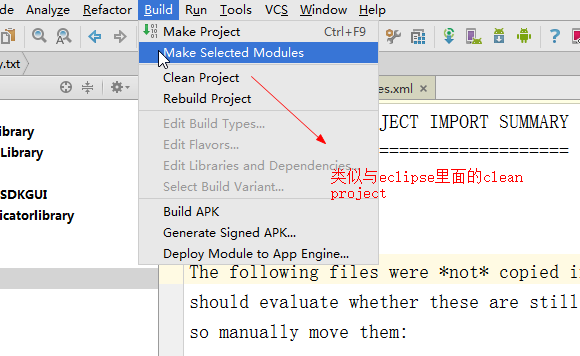 de Analyze Refactor Build Run Tools VCS Window Help
Make Project Ctrl+F9
Make Selected Modules
y.txt
Clean Project
es.xml
Rebuild Project
ibrary
Edit Build Types...
JECT IMPORT SUMMARY
Library
Edit Flavors...
====================
Edit Libraries and Dependencies...
类似与eclipse里面的clean
project
SDKGUI
Select Build Variant...
icatorlibrary
Build APK
Generate Signed APK...
Deploy Module to App Engine...
The following files were *not* copied i
should evaluate whether these are still
so manually move them: